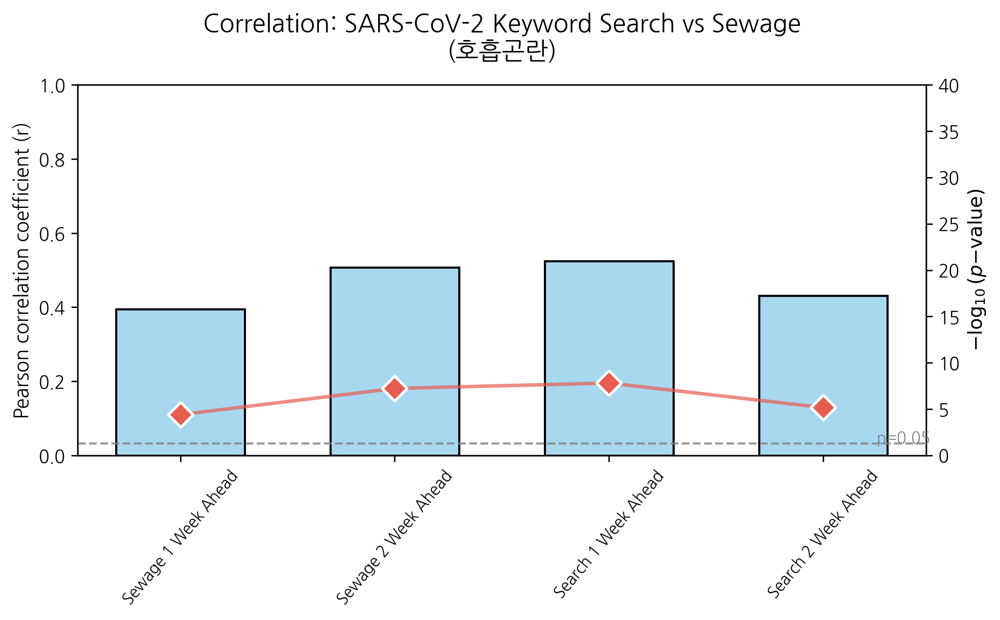 Correlation: SARS-CoV-2 Keyword Search vs Sewage
(호흡곤란)
Pearson correlation coefficient (r)
1.0
0.8
0.6
0.4
0.2
0.0
40
35
30
25
20
15
10
5
0
−log₁₀(p−value)
p=0.05
Sewage 1 Week Ahead
Sewage 2 Week Ahead
Search 1 Week Ahead
Search 2 Week Ahead